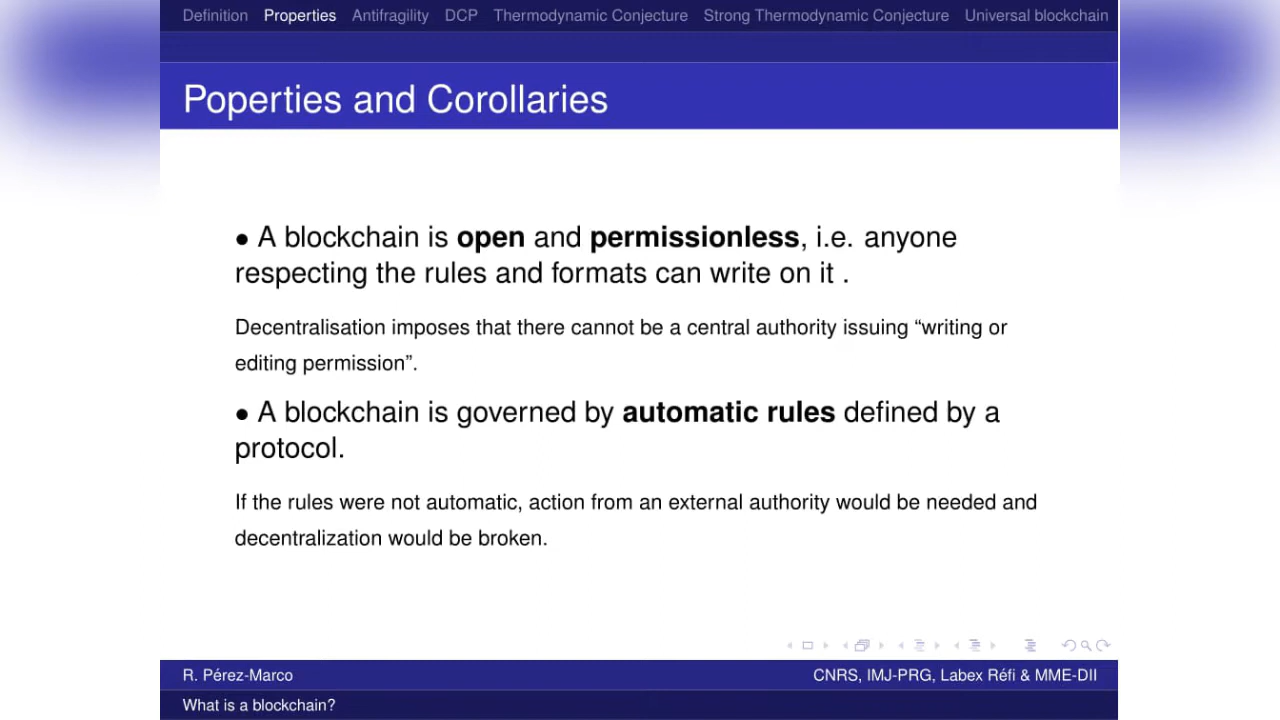 Definition Properties Antifragility DCP Thermodynamic Conjecture Strong Thermodynamic Conjecture Universal blockchain
Poperties and Corollaries
• A blockchain is open and permissionless, i.e. anyone
respecting the rules and formats can write on it .
Decentralisation imposes that there cannot be a central authority issuing “writing or
editing permission”.
• A blockchain is governed by automatic rules defined by a
protocol.
If the rules were not automatic, action from an external authority would be needed and
decentralization would be broken.
R. Pérez-Marco CNRS, IMJ-PRG, Labex Réfi & MME-DII
What is a blockchain?